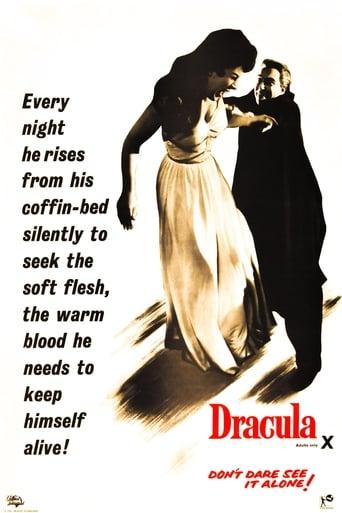 Every
night
he rises
from his
coffin-bed
silently to
seek the
soft flesh,
the warm
blood he
needs to
keep
himself
alive!
Dracula
Adults only X
DON'T DARE SEE
IT ALONE!